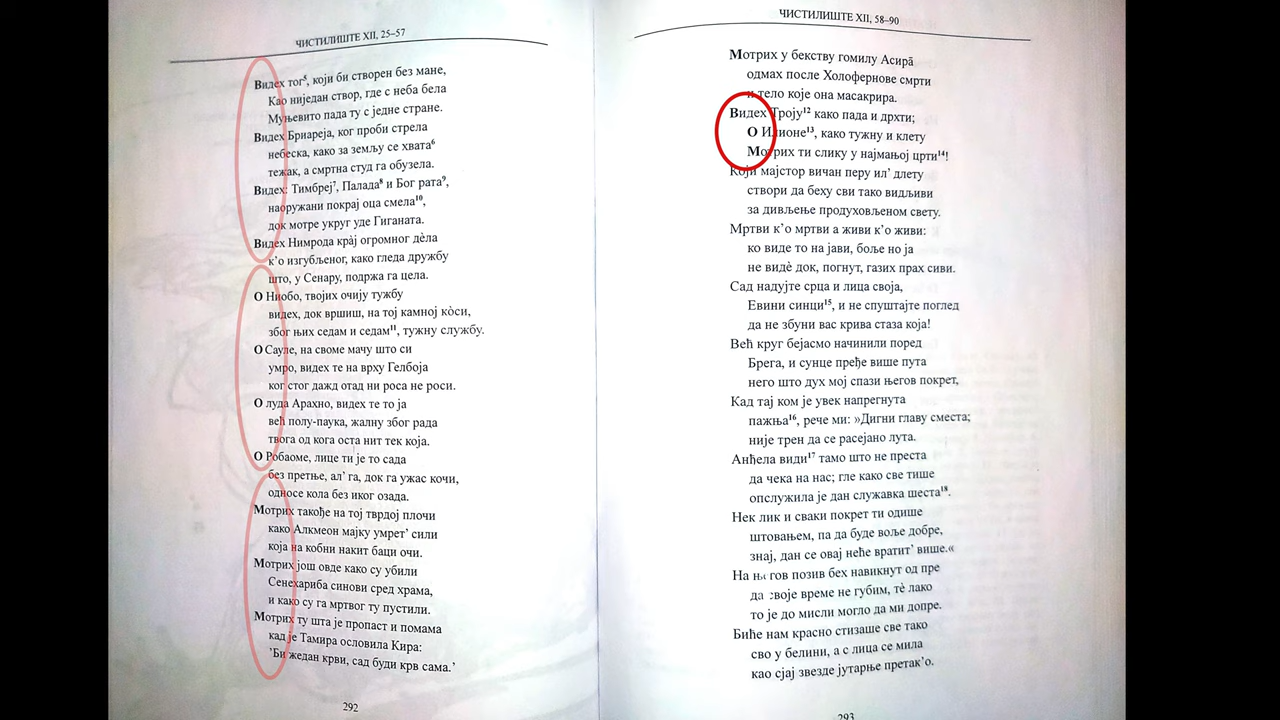 ЧИСТИЛИШТЕ XII, 25–57
Видех тог⁵, који би створен без мане,
Као ниједан створ, где с неба бела
Муњевито пада ту с једне стране.
Видех Бриареја, ког проби стрела
небеска, како за земљу се хвата⁶
тежак, а смртна студ га обузела.
Видех: Тимбреј⁷, Палада⁸ и Бог рата⁹,
наоружани покрај оца смела¹⁰,
док мотре укруг уде Гиганата.
Видех Нимрода крàј огромног дèла
к’о изгубљеног, како гледа дружбу
што, у Сенару, подржа га цела.
О Ниобо, твојих очију тужбу
видех, док вршиш, на тој камној кòси,
због њих седам и седам¹¹, тужну службу.
О Сауле, на своме мачу што си
умро, видех те на врху Гелбоја
ког стог дажд отад ни роса не роси.
О луда Арахно, видех те то ја
већ полу-паука, жалну због рада
твога од кога оста нит тек која.
О Робаоме, лице ти је то сада
без претње, ал’ га, док га ужас кочи,
односе кола без иког озада.
Мотрих такође на тој тврдој плочи
како Алкмеон мајку умрет’ сили
која на кобни накит баци очи.
Мотрих још овде како су убили
Сенехариба синови сред храма,
и како су га мртвог ту пустили.
Мотрих ту шта је пропаст и помама
кад је Тамира ословила Кира:
’Би жедан крви, сад буди крв сама.’
292
ЧИСТИЛИШТЕ XII, 58–90
Мотрих у бекству гомилу Асирā
одмах после Холофернове смрти
и тело које она масакрира.
Видех Троју¹² како пада и дрхти;
О Илионе¹³, како тужну и клету
Мотрих ти слику у најмањој црти¹⁴!
Који мајстор вичан перу ил’ длету
створи да беху сви тако видљиви
за дивљење продуховљеном свету.
Мртви к’о мртви а живи к’о живи:
ко виде то на јави, боље но ја
не видè док, погнут, газих прах сиви.
Сад надујте срца и лица своја,
Евини синци¹⁵, и не спуштајте поглед
да не збуни вас крива стаза која!
Већ круг бејасмо начинили поред
Брега, и сунце пређе више пута
него што дух мој спази његов покрет,
Кад тај ком је увек напрегнута
пажња¹⁶, рече ми: »Дигни главу сместа;
није трен да се расејано лута.
Анђела види¹⁷ тамо што не преста
да чека на нас; гле како све тише
опслужила је дан служавка шеста¹⁸.
Нек лик и сваки покрет ти одише
штовањем, па да буде воље добре,
знај, дан се овај неће вратит’ више.«
На његов позив бех навикнут од пре
да своје време не губим, тè лако
то је до мисли могло да ми допре.
Биће нам красно стизаше све тако
сво у белини, а с лица се мила
као сјај звезде јутарње претак’о.
293